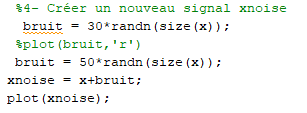 %4- Créer un nouveau signal xnoise
bruit = 30*randn(size(x));
%plot(bruit,'r')
bruit = 50*randn(size(x));
xnoise = x+bruit;
plot(xnoise);